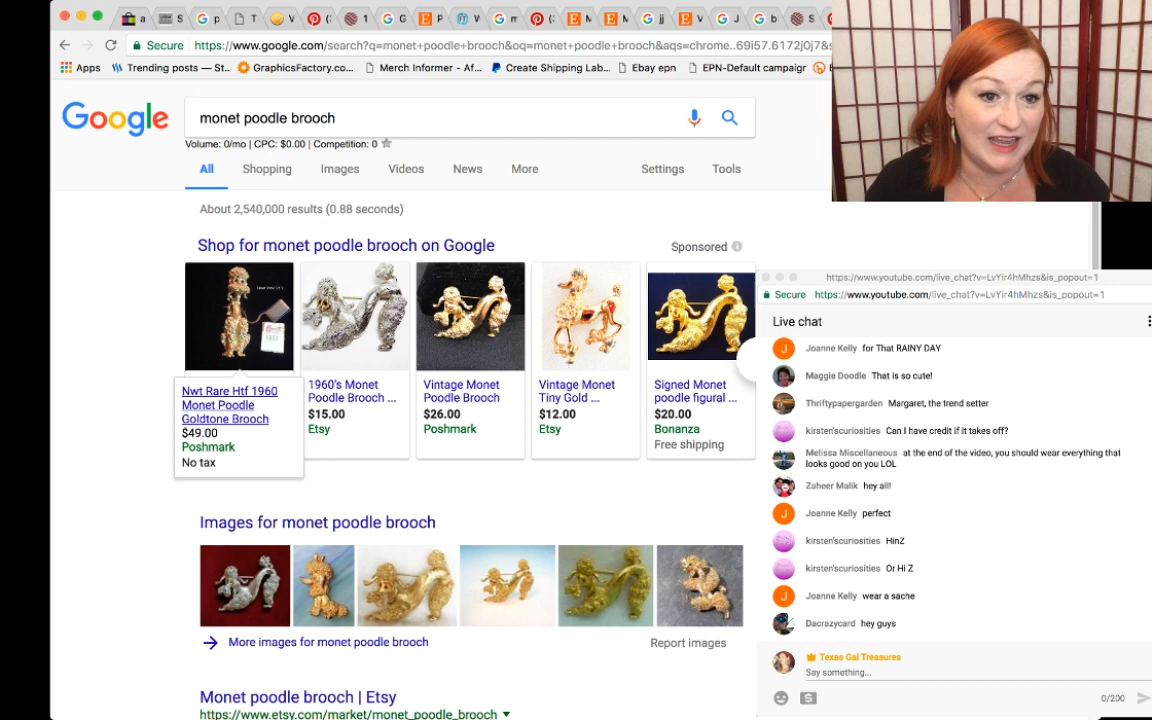 a
S
p
T
V
(
1
G
P
V
m
(
M
M
jj
V
J
b
S
Secure https://www.google.com/search?q=monet+poodle+brooch&oq=monet+poodle+brooch&aqs=chrome..69i57.6172j0j7&s
Apps Trending posts — St.. GraphicsFactory.co... Merch Informer - Af... Create Shipping Lab... Ebay epn EPN-Default campaigr
Google monet poodle brooch
Volume: 0/mo | CPC: $0.00 | Competition: 0
All Shopping Images Videos News More Settings Tools
About 2,540,000 results (0.88 seconds)
Shop for monet poodle brooch on Google Sponsored
Nwt Rare Htf 1960
Monet Poodle
Goltone Brooch
$49.00
Poshmark
No tax
1960's Monet
Poodle Brooch ...
$15.00
Etsy
Vintage Monet
Poodle Brooch
$26.00
Poshmark
Vintage Monet
Tiny Gold ...
$12.00
Etsy
Signed Monet
poodle figural ...
$20.00
Bonanza
Free shipping
Images for monet poodle brooch
More images for monet poodle brooch Report images
Monet poodle brooch | Etsy
https://www.etsy.com/market/monet_poodle_brooch
https://www.youtube.com/live_chat?v=LvYir4hMhzs&is_popout=1
Secure https://www.youtube.com/live_chat?v=LvYir4hMhzs&is_popout=1
Live chat
J Joanne Kelly for That RAINY DAY
Maggie Doodle That is so cute!
Thriftypapergarden Margaret, the trend setter
kirsten'scuriosities Can I have credit if it takes off?
Melissa Miscellaneous at the end of the video, you should wear everything that
looks good on you LOL
Zaheer Malik hey all!
J Joanne Kelly perfect
kirsten'scuriosities HinZ
kirsten'scuriosities Or Hi Z
J Joanne Kelly wear a sache
Dacrazycard hey guys
Texas Gal Treasures
Say something...
0/200